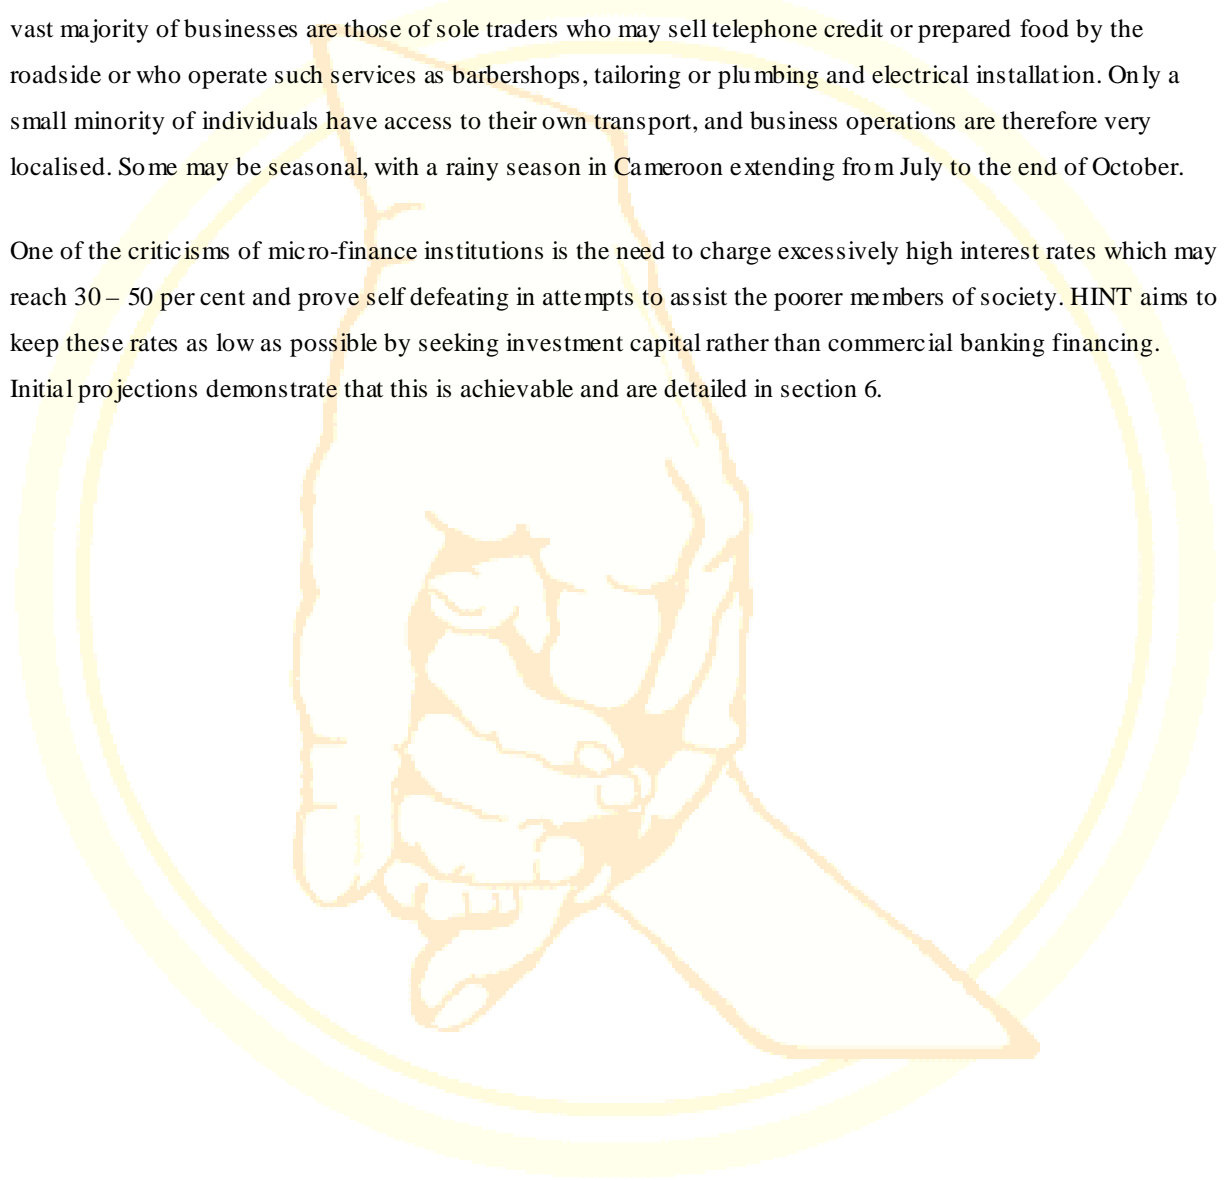 vast majority of businesses are those of sole traders who may sell telephone credit or prepared food by the
roadside or who operate such services as barbershops, tailoring or plumbing and electrical installation. Only a
small minority of individuals have access to their own transport, and business operations are therefore very
localised. Some may be seasonal, with a rainy season in Cameroon extending from July to the end of October.
One of the criticisms of micro-finance institutions is the need to charge excessively high interest rates which may
reach 30 – 50 per cent and prove self defeating in attempts to assist the poorer members of society. HINT aims to
keep these rates as low as possible by seeking investment capital rather than commercial banking financing.
Initial projections demonstrate that this is achievable and are detailed in section 6.